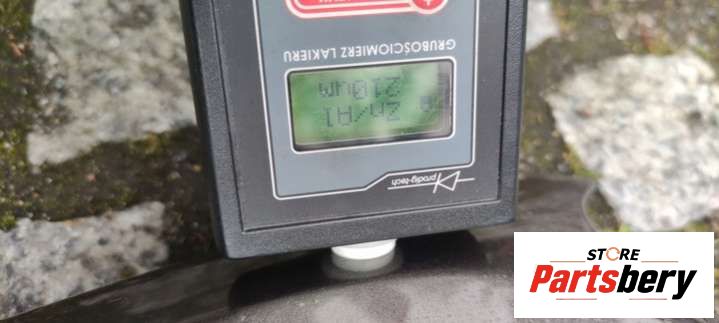 prodig-tech
Zn/Al
210um
GRUBOŚCIOMIERZ LAKIERU
STORE
Partsbery